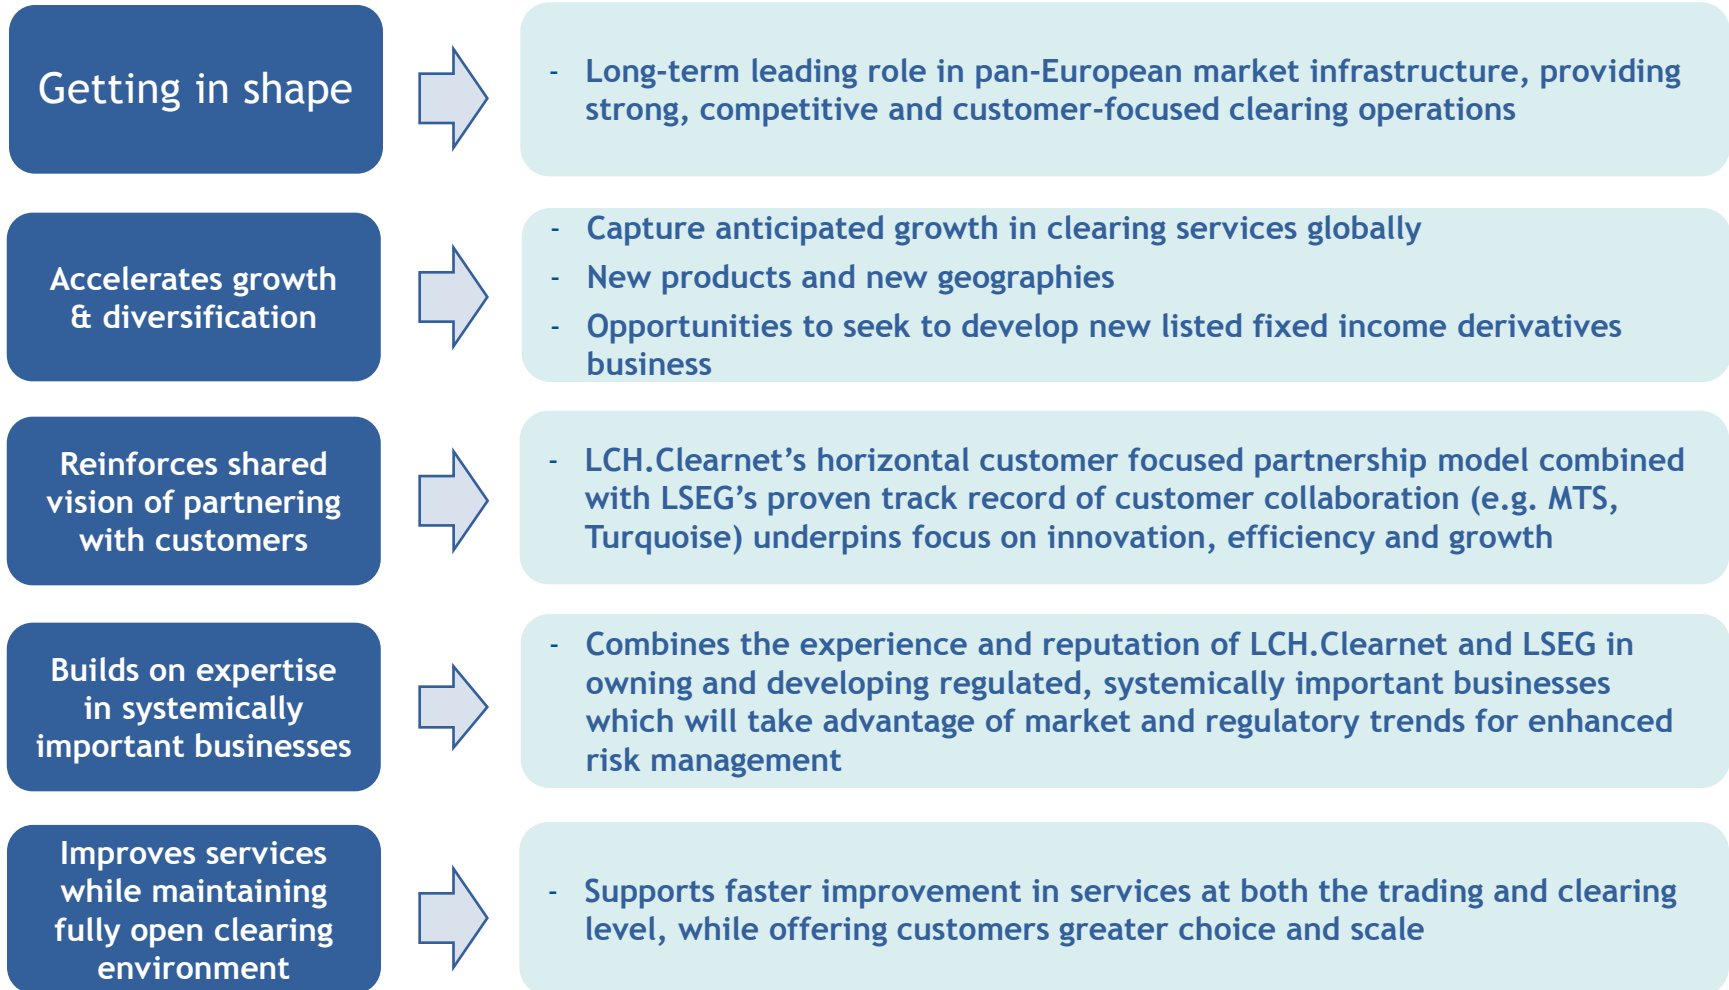 Getting in shape
- Long-term leading role in pan-European market infrastructure, providing
strong, competitive and customer-focused clearing operations
Accelerates growth
& diversification
- Capture anticipated growth in clearing services globally
- New products and new geographies
- Opportunities to seek to develop new listed fixed income derivatives
business
Reinforces shared
vision of partnering
with customers
- LCH.Clearnet’s horizontal customer focused partnership model combined
with LSEG’s proven track record of customer collaboration (e.g. MTS,
Turquoise) underpins focus on innovation, efficiency and growth
Builds on expertise
in systemically
important businesses
- Combines the experience and reputation of LCH.Clearnet and LSEG in
owning and developing regulated, systemically important businesses
which will take advantage of market and regulatory trends for enhanced
risk management
Improves services
while maintaining
fully open clearing
environment
- Supports faster improvement in services at both the trading and clearing
level, while offering customers greater choice and scale